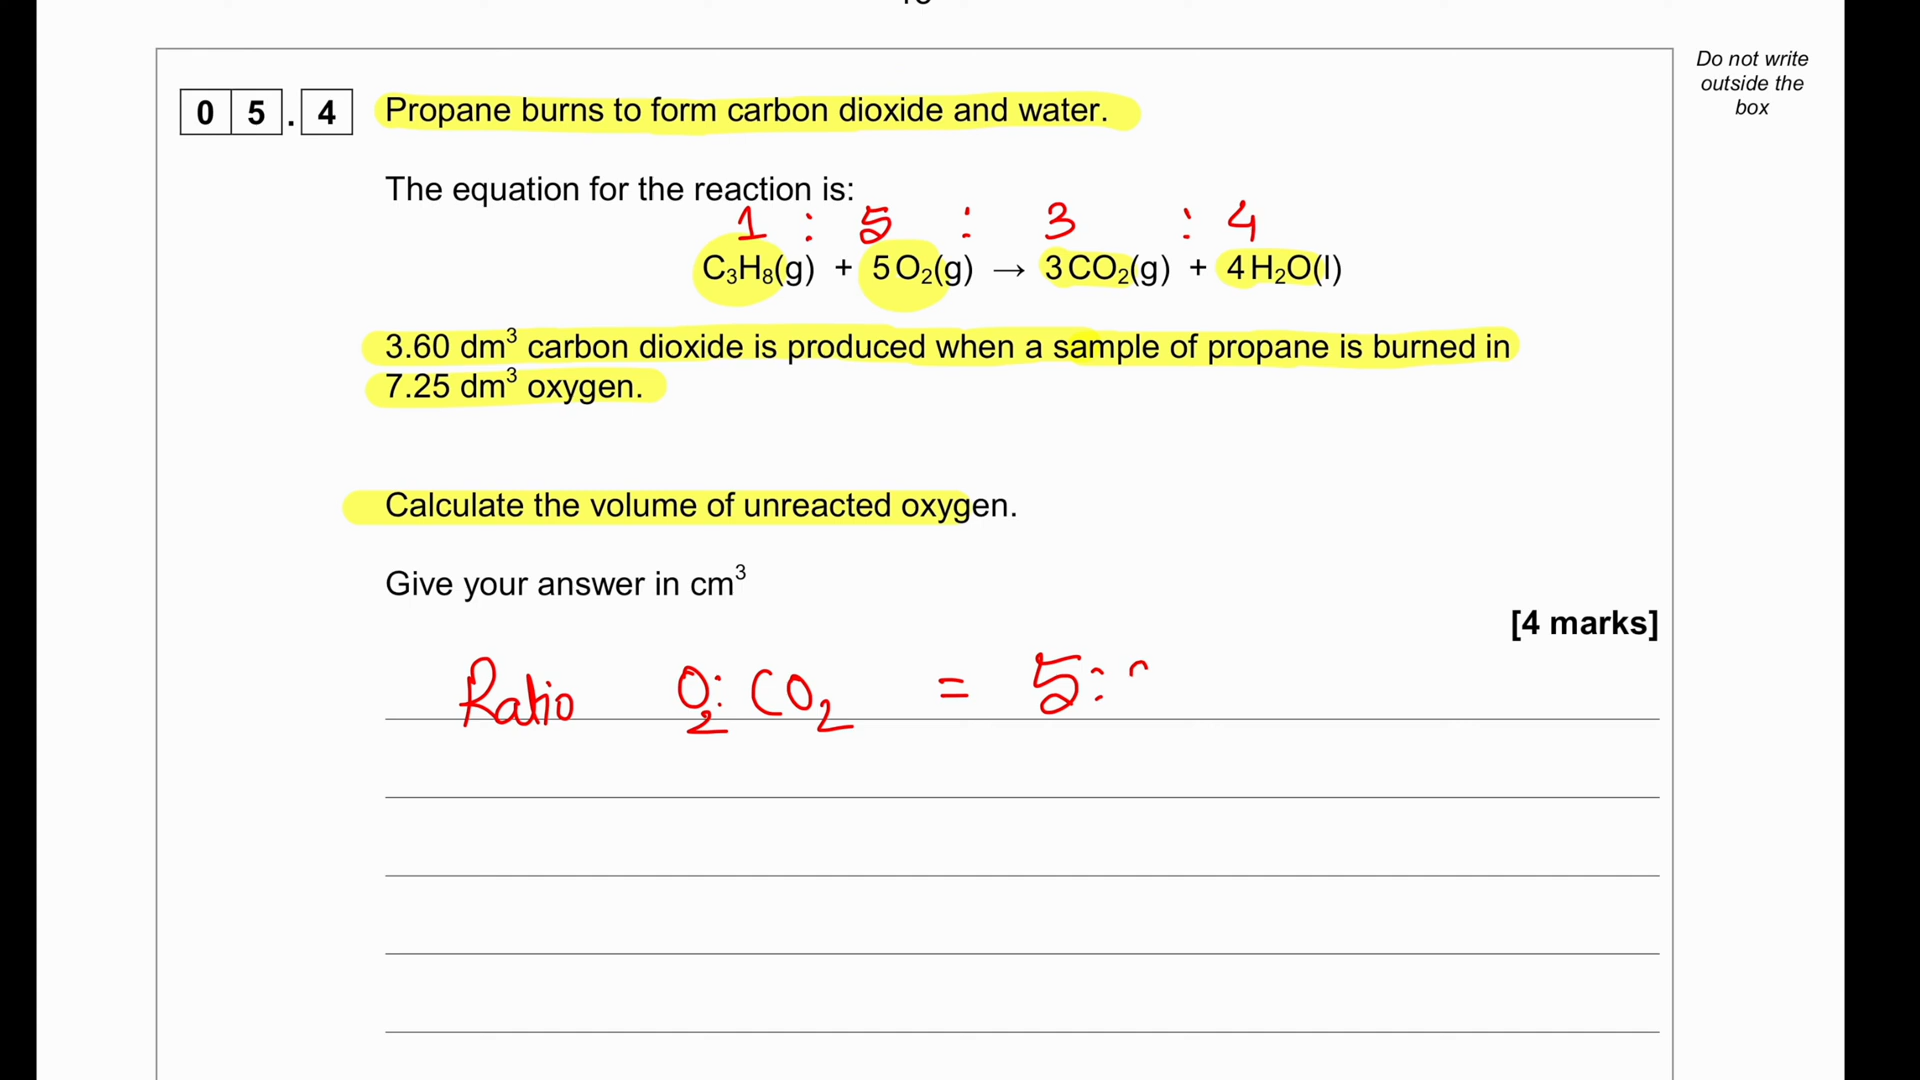 Do not write
outside the
box
0 5 . 4 Propane burns to form carbon dioxide and water.
The equation for the reaction is:
1 : 5 : 3 : 4
C₃H₈(g) + 5O₂(g) → 3CO₂(g) + 4H₂O(l)
3.60 dm³ carbon dioxide is produced when a sample of propane is burned in
7.25 dm³ oxygen.
Calculate the volume of unreacted oxygen.
Give your answer in cm³
[4 marks]
Ratio O₂: CO₂ = 5: